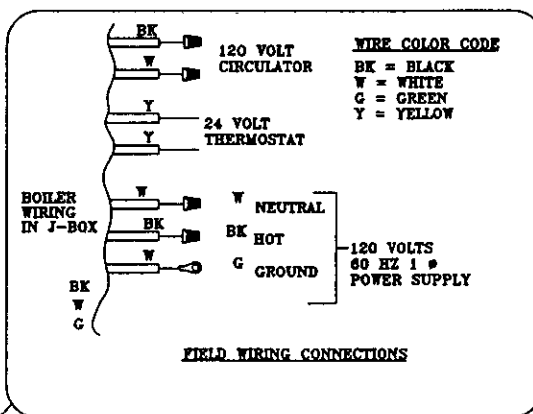 BK
W
120 VOLT
CIRCULATOR
Y
Y
24 VOLT
THERMOSTAT
WIRE COLOR CODE
BK = BLACK
W = WHITE
G = GREEN
Y = YELLOW
BOILER
WIRING
IN J-BOX
W
BK
W
W NEUTRAL
BK HOT
G GROUND
120 VOLTS
60 HZ 1 ø
POWER SUPPLY
BK
W
G
FIELD WIRING CONNECTIONS